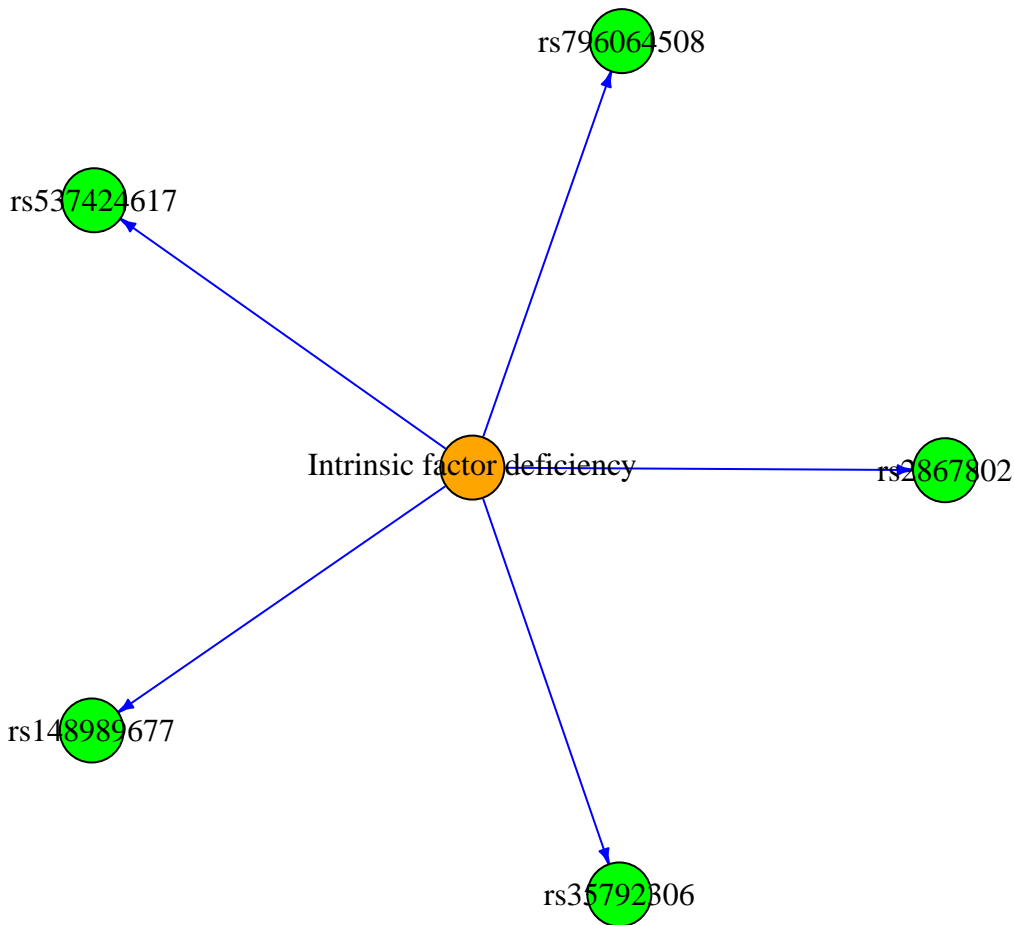 rs796064508
rs537424617
Intrinsic factor deficiency
rs2867802
rs148989677
rs35792306